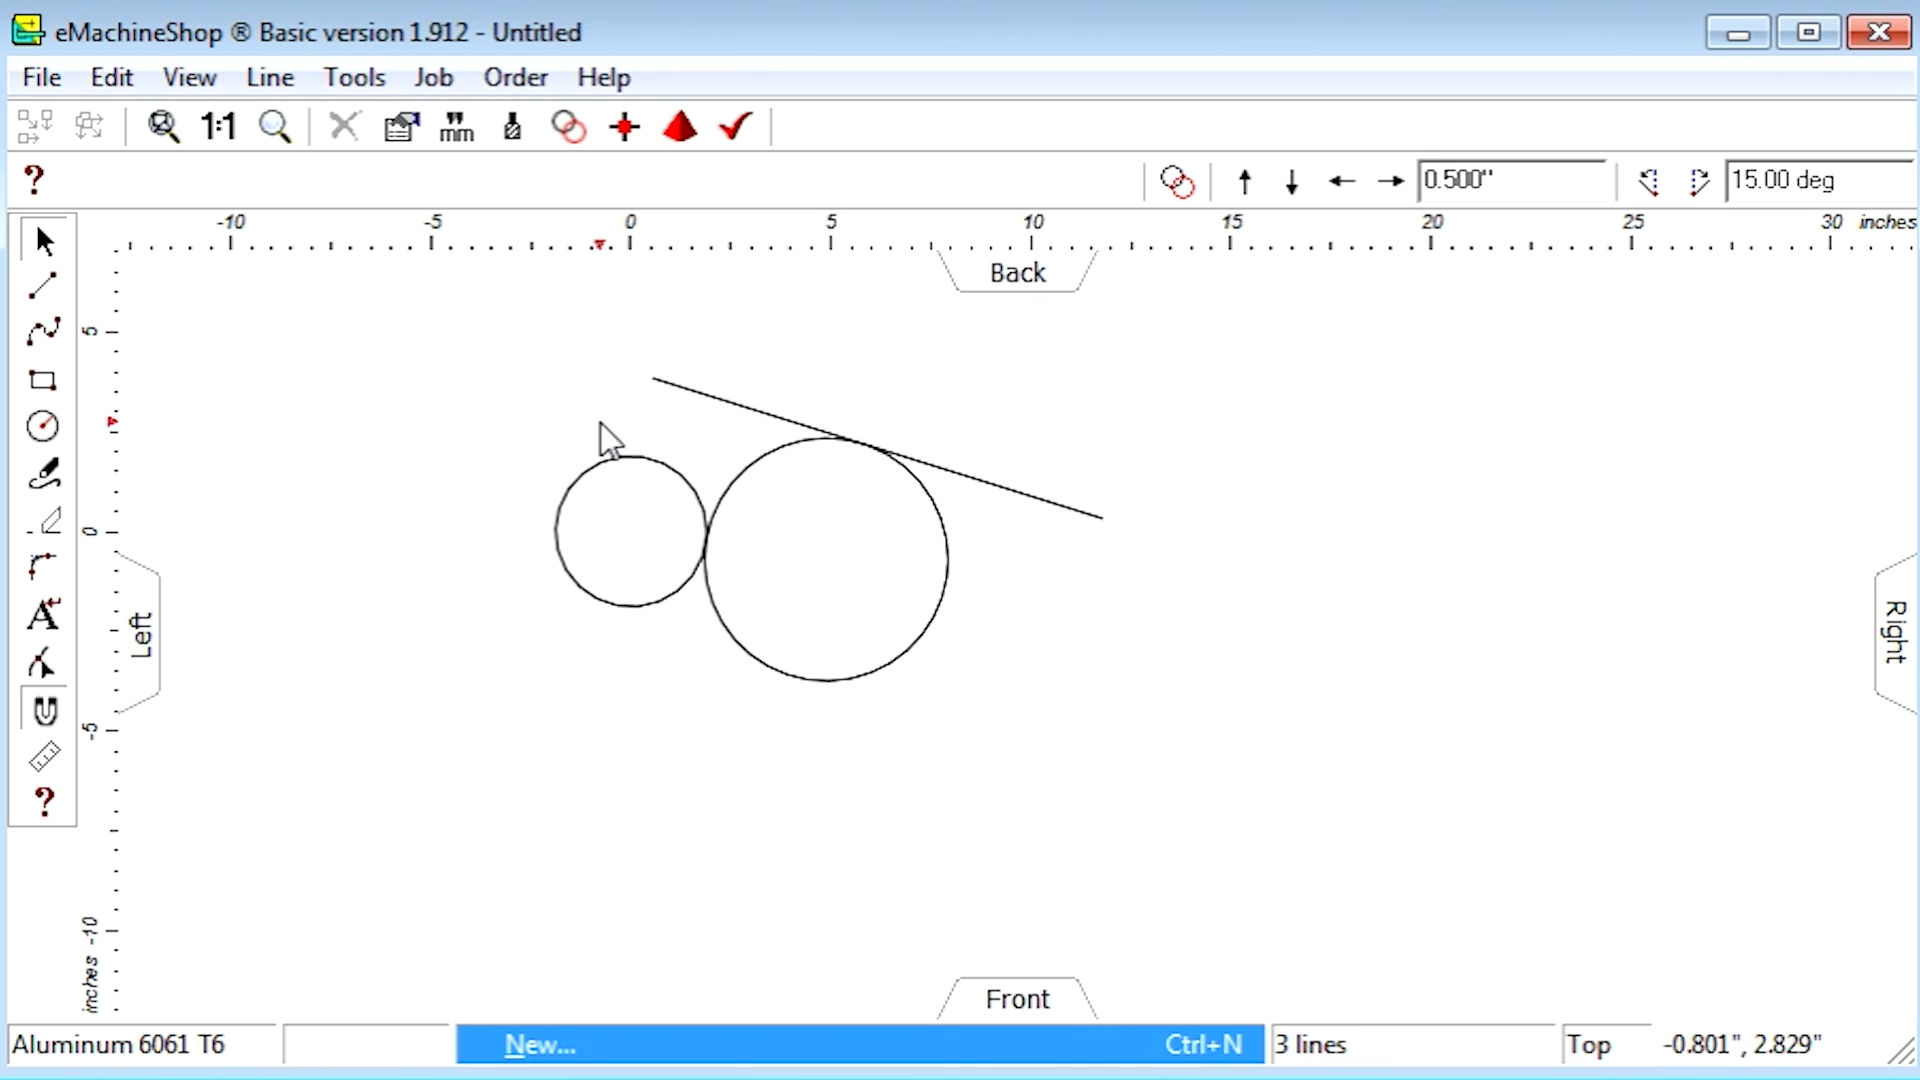 eMachineShop ® Basic version 1.912 - Untitled
File Edit View Line Tools Job Order Help
1:1 mm
? 0.500" 15.00 deg
-10 -5 0 5 10 15 20 25 30 inches
Back
5
0
-5
-10
inches
Left
Right
A
?
Front
Aluminum 6061 T6 New... Ctrl+N 3 lines Top -0.801", 2.829"